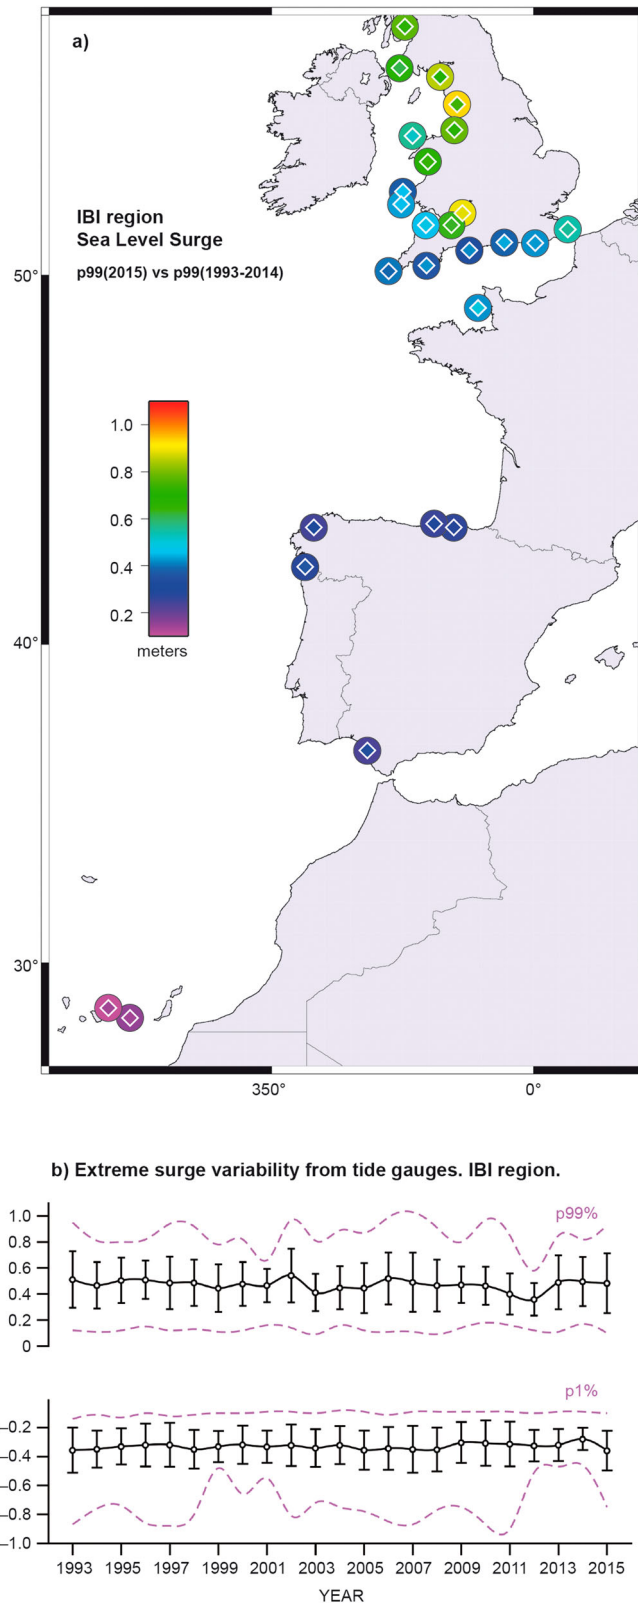 a)
IBI region
Sea Level Surge
p99(2015) vs p99(1993-2014)
50°
1.0
0.8
0.6
0.4
0.2
meters
40°
30°
350° 0°
b) Extreme surge variability from tide gauges. IBI region.
p99%
1.0
0.8
0.6
0.4
0.2
0
p1%
−0.2
−0.4
−0.6
−0.8
−1.0
1993 1995 1997 1999 2001 2003 2005 2007 2009 2011 2013 2015
YEAR